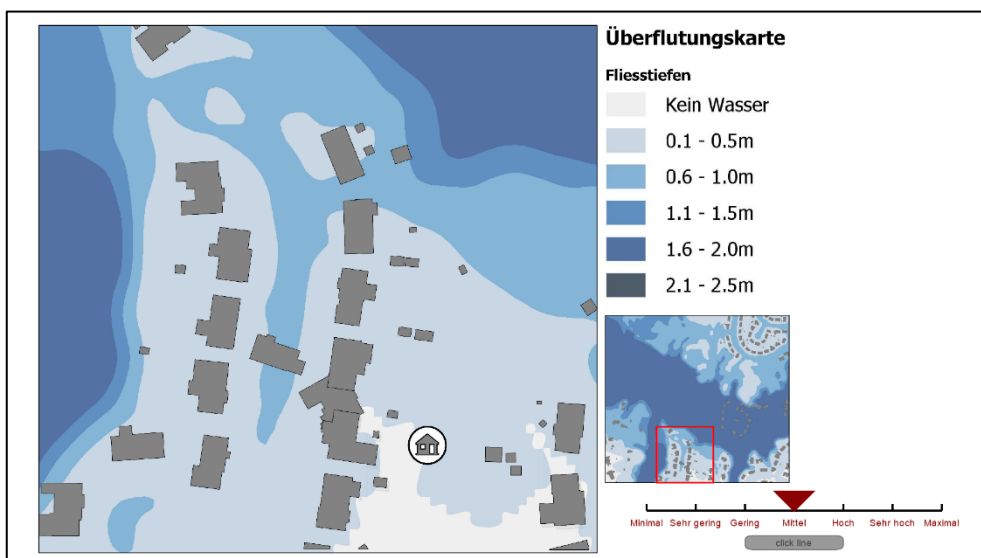 Überflutungskarte
Fliesstiefen
Kein Wasser
0.1 - 0.5m
0.6 - 1.0m
1.1 - 1.5m
1.6 - 2.0m
2.1 - 2.5m
Minimal Sehr gering Gering Mittel Hoch Sehr hoch Maximal
click line